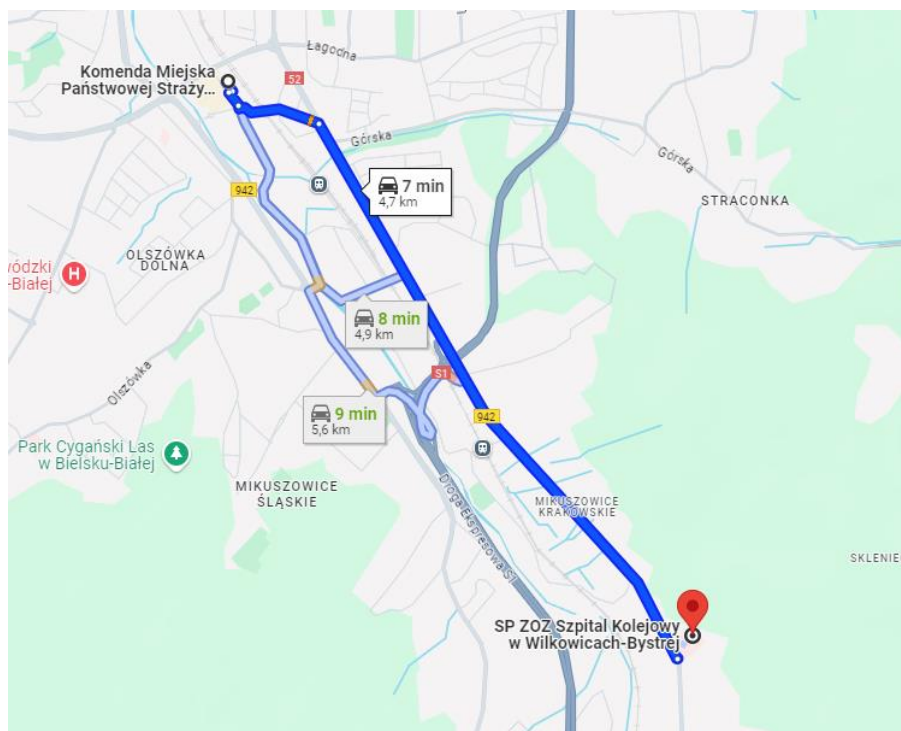 Łagodna
Komenda Miejska
Państwowej Straży...
52
Górska
Górska
7 min
4,7 km
942
STRACONKA
OLSZÓWKA
DOLNA
wódzki
-Białej
H
8 min
4,9 km
Olszówka
S1
9 min
5,6 km
942
Park Cygański Las
w Bielsku-Białej
MIKUSZOWICE
ŚLĄSKIE
Droga Ekspresowa S1
MIKUSZOWICE
KRAKOWSKIE
SKLENIE
SP ZOZ Szpital Kolejowy
w Wilkowicach-Bystrej